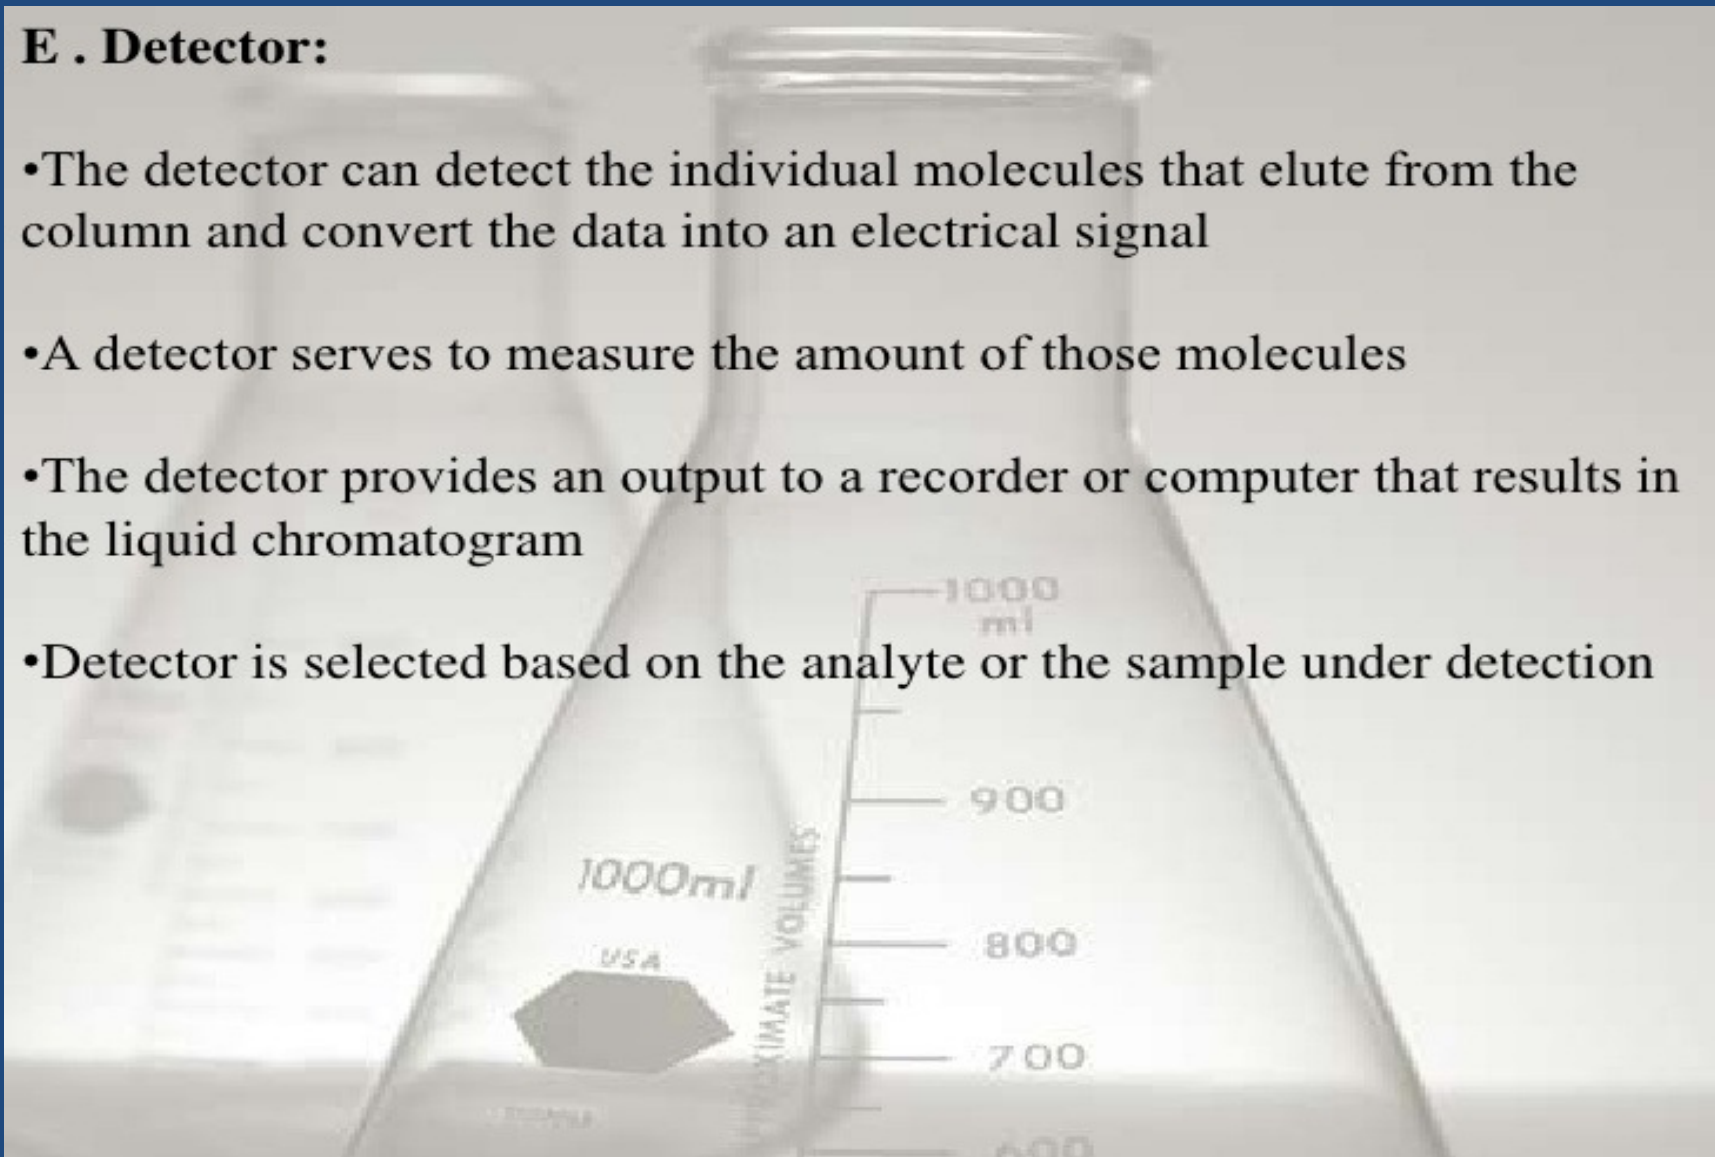 E . Detector:
•The detector can detect the individual molecules that elute from the
column and convert the data into an electrical signal
•A detector serves to measure the amount of those molecules
•The detector provides an output to a recorder or computer that results in
the liquid chromatogram
•Detector is selected based on the analyte or the sample under detection
1000
ml
900
1000ml
800
USA
VOLUMES
700
600